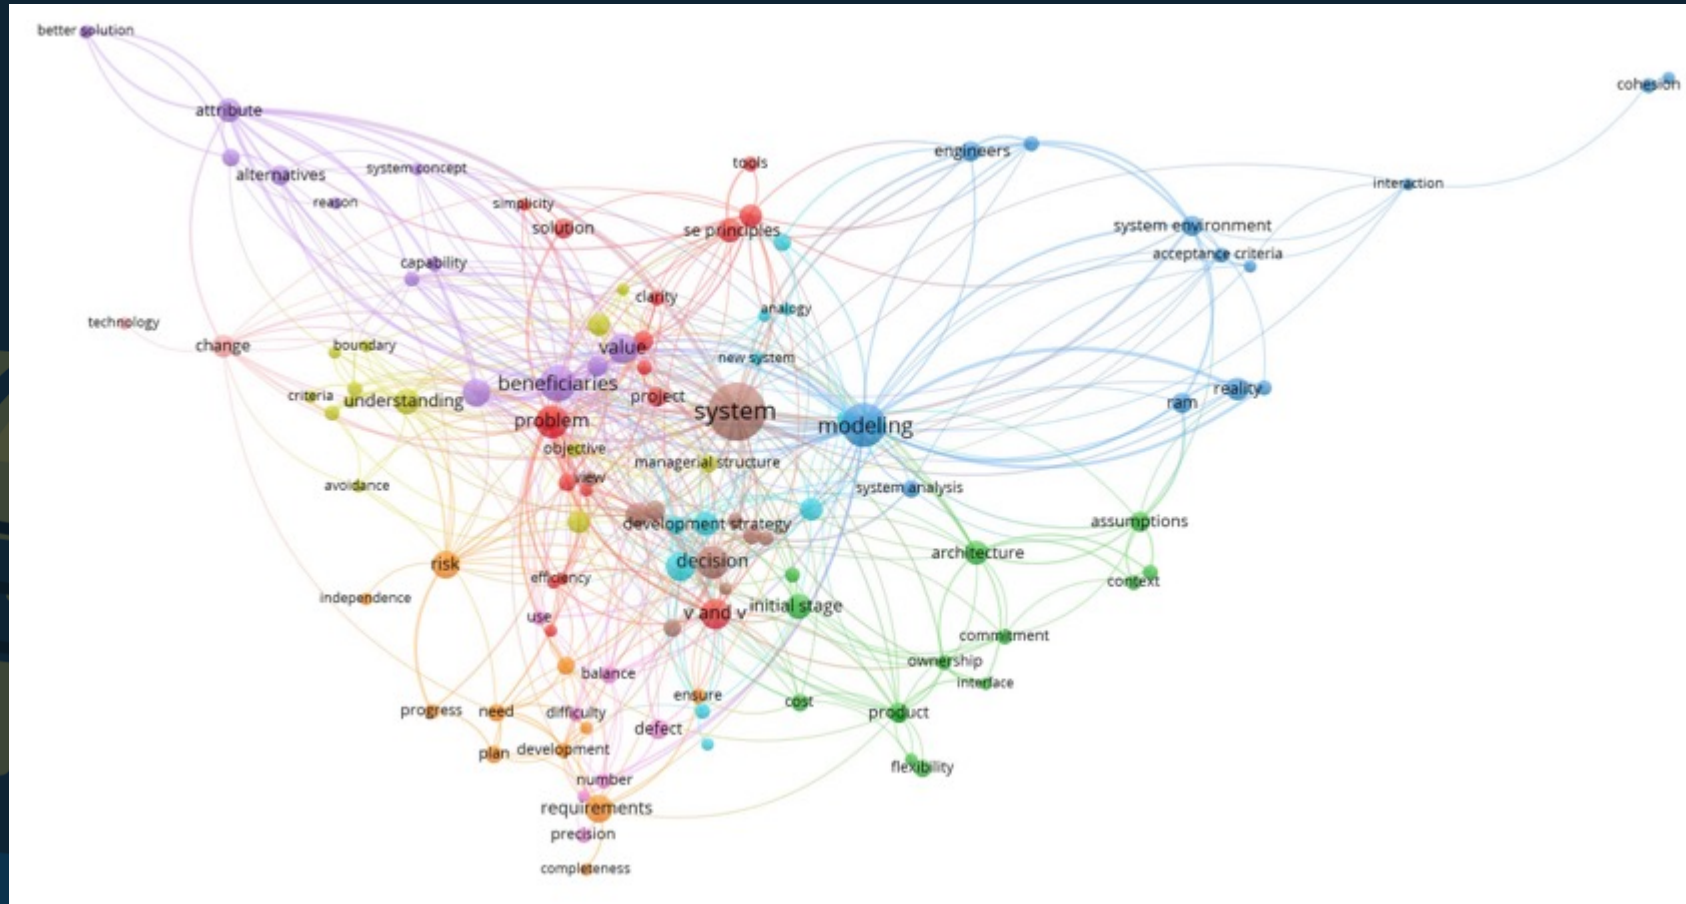 better solution
cohesion
attribute
engineers
tools
system concept
alternatives
interaction
reason
simplicity
solution
se principles
system environment
acceptance criteria
capability
clarity
analogy
technology
change
boundary
value
new system
beneficiaries
reality
criteria
understanding
project
ram
system
problem
modeling
objective
managerial structure
view
avoidance
system analysis
development strategy
assumptions
architecture
decision
risk
efficiency
context
independence
initial stage
v and v
use
commitment
ownership
balance
interface
ensure
cost
progress
need
difficulty
product
defect
plan
development
flexibility
number
requirements
precision
completeness